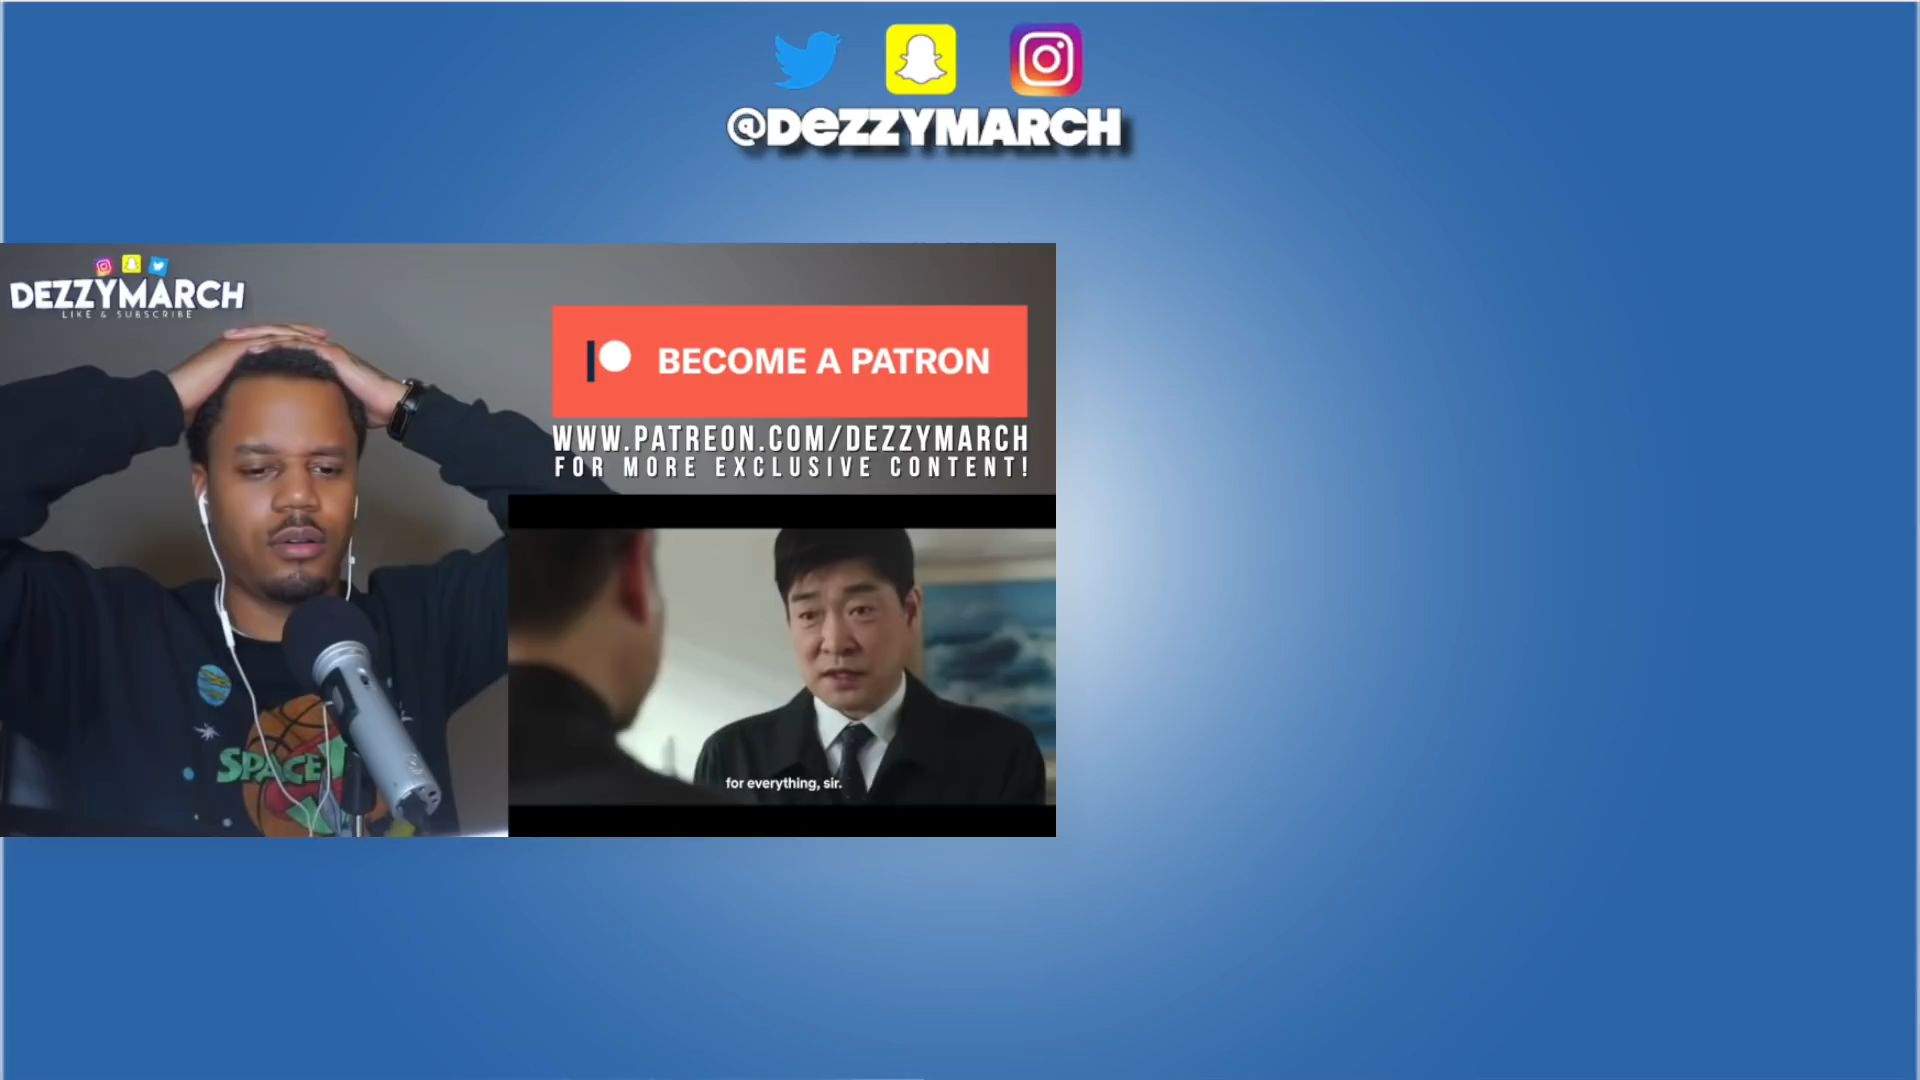 @DEZZYMARCH
DEZZYMARCH
LIKE & SUBSCRIBE
BECOME A PATRON
WWW.PATREON.COM/DEZZYMARCH
FOR MORE EXCLUSIVE CONTENT!
SPACE
for everything, sir.